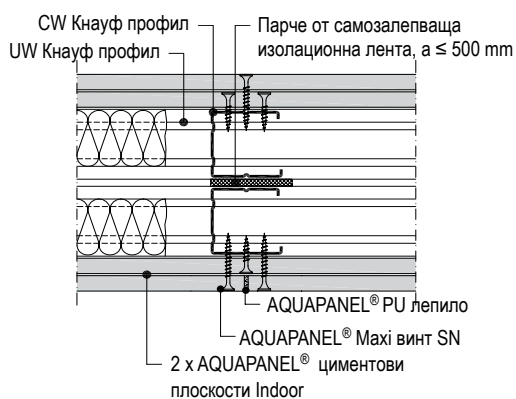 CW Кнауф профил
UW Кнауф профил
Парче от самозалепваща
изолационна лента, a ≤ 500 mm
AQUAPANEL® PU лепило
AQUAPANEL® Maxi винт SN
2 x AQUAPANEL® циментови
плоскости Indoor